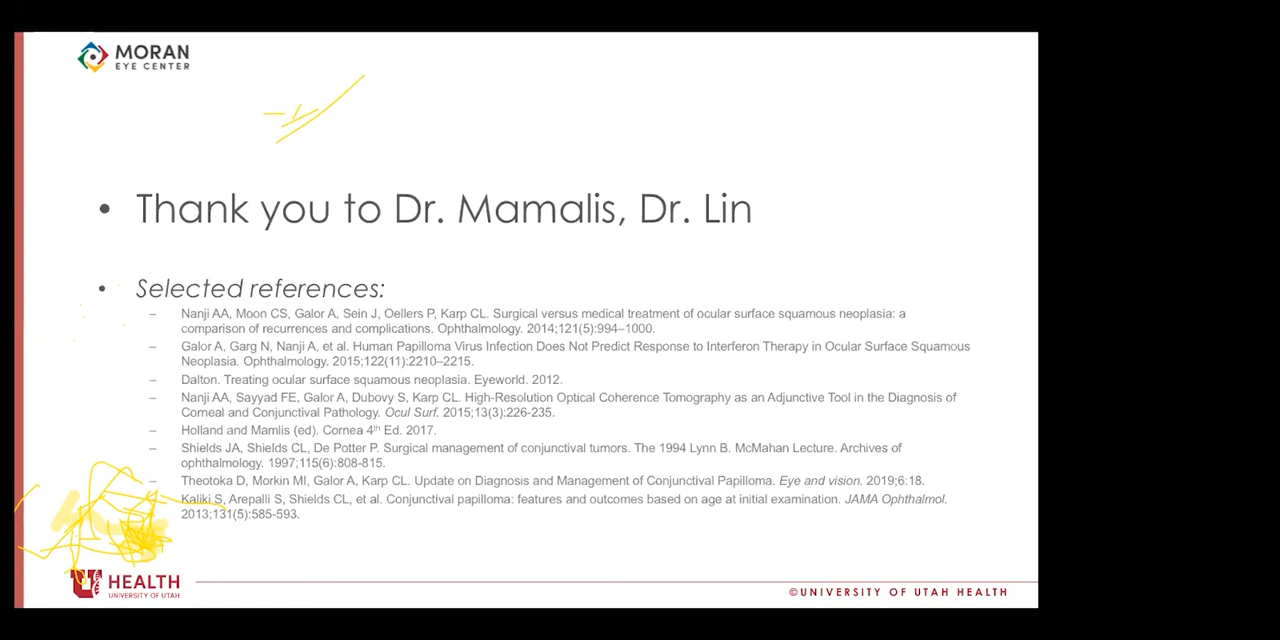 MORAN
EYE CENTER
• Thank you to Dr. Mamalis, Dr. Lin
• Selected references:
– Nanji AA, Moon CS, Galor A, Sein J, Oellers P, Karp CL. Surgical versus medical treatment of ocular surface squamous neoplasia: a
comparison of recurrences and complications. Ophthalmology. 2014;121(5):994–1000.
– Galor A, Garg N, Nanji A, et al. Human Papilloma Virus Infection Does Not Predict Response to Interferon Therapy in Ocular Surface Squamous
Neoplasia. Ophthalmology. 2015;122(11):2210–2215.
– Dalton. Treating ocular surface squamous neoplasia. Eyeworld. 2012.
– Nanji AA, Sayyad FE, Galor A, Dubovy S, Karp CL. High-Resolution Optical Coherence Tomography as an Adjunctive Tool in the Diagnosis of
Corneal and Conjunctival Pathology. Ocul Surf. 2015;13(3):226-235.
– Holland and Mamlis (ed). Cornea 4th Ed. 2017.
– Shields JA, Shields CL, De Potter P. Surgical management of conjunctival tumors. The 1994 Lynn B. McMahan Lecture. Archives of
ophthalmology. 1997;115(6):808-815.
– Theotoka D, Morkin MI, Galor A, Karp CL. Update on Diagnosis and Management of Conjunctival Papilloma. Eye and vision. 2019;6:18.
– Kaliki S, Arepalli S, Shields CL, et al. Conjunctival papilloma: features and outcomes based on age at initial examination. JAMA Ophthalmol.
2013;131(5):585-593.
HEALTH
UNIVERSITY OF UTAH
©UNIVERSITY OF UTAH HEALTH